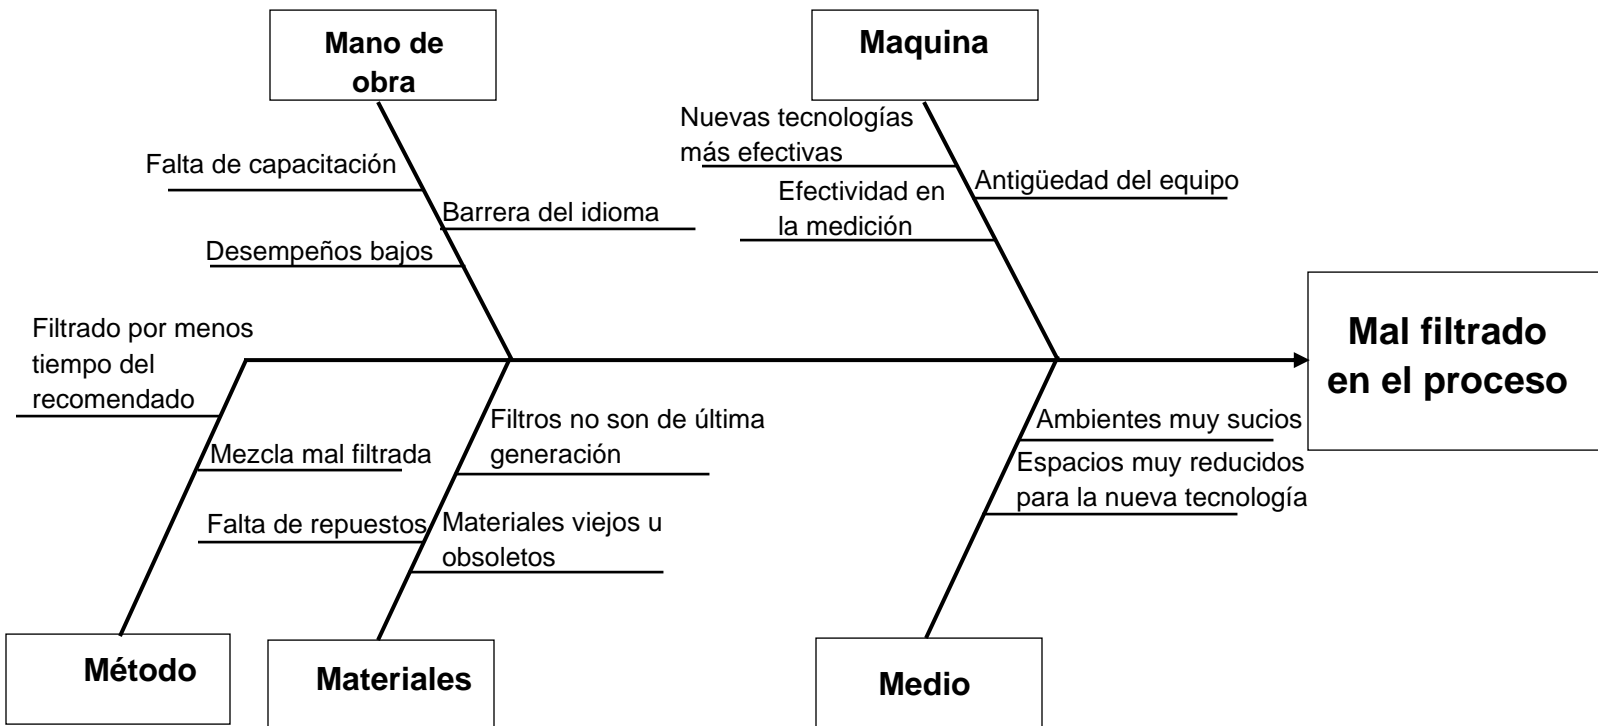 Mano de
obra
Maquina
Nuevas tecnologías
más efectivas
Falta de capacitación
Antigüedad del equipo
Efectividad en
la medición
Barrera del idioma
Desempeños bajos
Mal filtrado
en el proceso
Filtrado por menos
tiempo del
recomendado
Filtros no son de última
generación
Ambientes muy sucios
Mezcla mal filtrada
Espacios muy reducidos
para la nueva tecnología
Falta de repuestos
Materiales viejos u
obsoletos
Método
Materiales
Medio